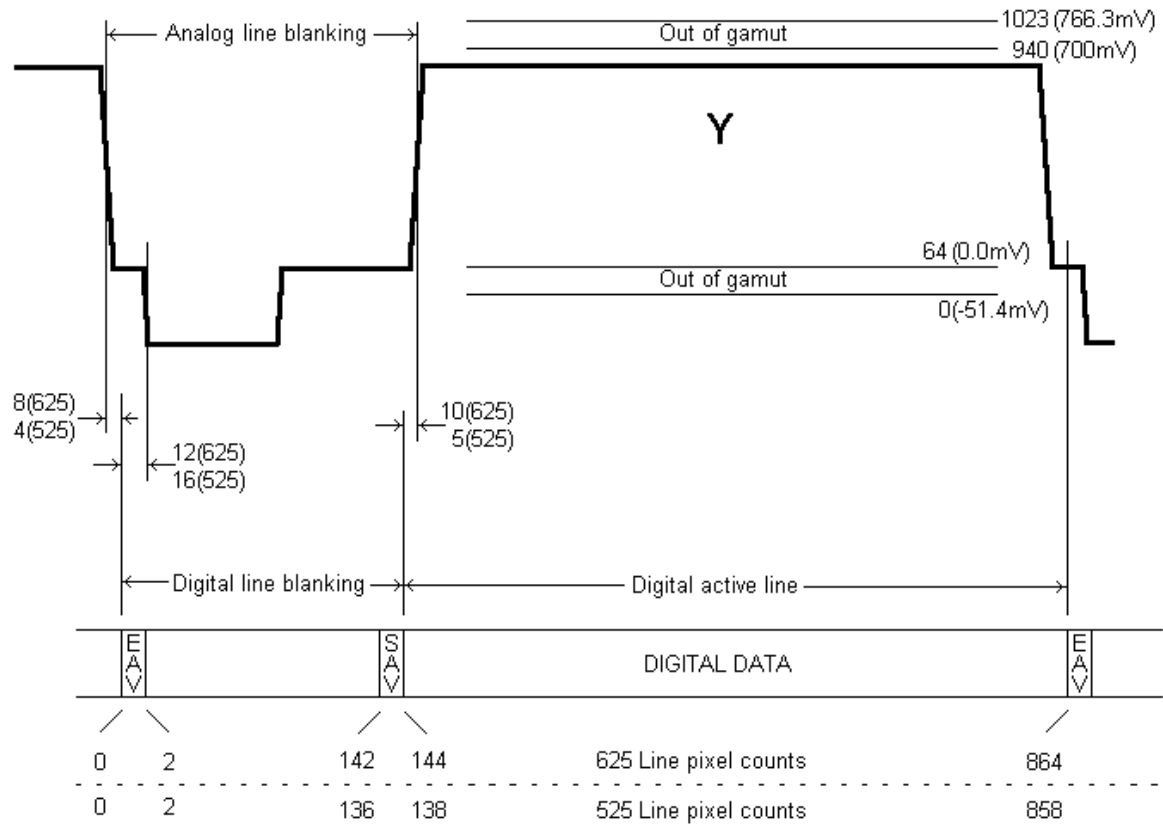 Analog line blanking
1023 (766.3mV)
Out of gamut
940 (700mV)
Y
64 (0.0mV)
Out of gamut
0(-51.4mV)
8(625)
4(525)
10(625)
5(525)
12(625)
16(525)
Digital line blanking
Digital active line
EAV
SAV
DIGITAL DATA
EAV
0 2 142 144 625 Line pixel counts 864
0 2 136 138 525 Line pixel counts 858